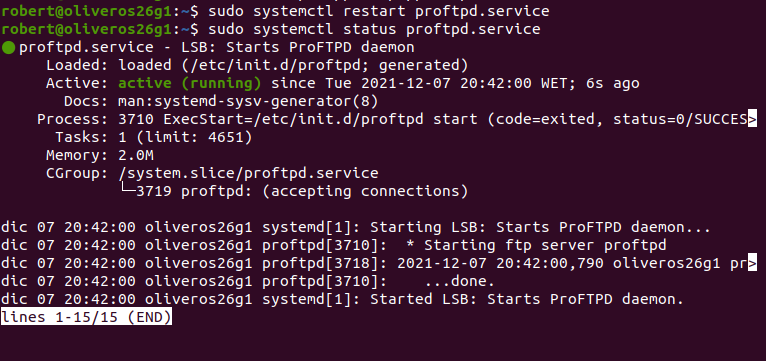 robert@oliveros26g1:~$ sudo systemctl restart proftpd.service
robert@oliveros26g1:~$ sudo systemctl status proftpd.service
● proftpd.service - LSB: Starts ProFTPD daemon
     Loaded: loaded (/etc/init.d/proftpd; generated)
     Active: active (running) since Tue 2021-12-07 20:42:00 WET; 6s ago
       Docs: man:systemd-sysv-generator(8)
    Process: 3710 ExecStart=/etc/init.d/proftpd start (code=exited, status=0/SUCCES>
      Tasks: 1 (limit: 4651)
     Memory: 2.0M
     CGroup: /system.slice/proftpd.service
             └─3719 proftpd: (accepting connections)

dic 07 20:42:00 oliveros26g1 systemd[1]: Starting LSB: Starts ProFTPD daemon...
dic 07 20:42:00 oliveros26g1 proftpd[3710]:  * Starting ftp server proftpd
dic 07 20:42:00 oliveros26g1 proftpd[3718]: 2021-12-07 20:42:00,790 oliveros26g1 pr>
dic 07 20:42:00 oliveros26g1 proftpd[3710]:    ...done.
dic 07 20:42:00 oliveros26g1 systemd[1]: Started LSB: Starts ProFTPD daemon.
lines 1-15/15 (END)